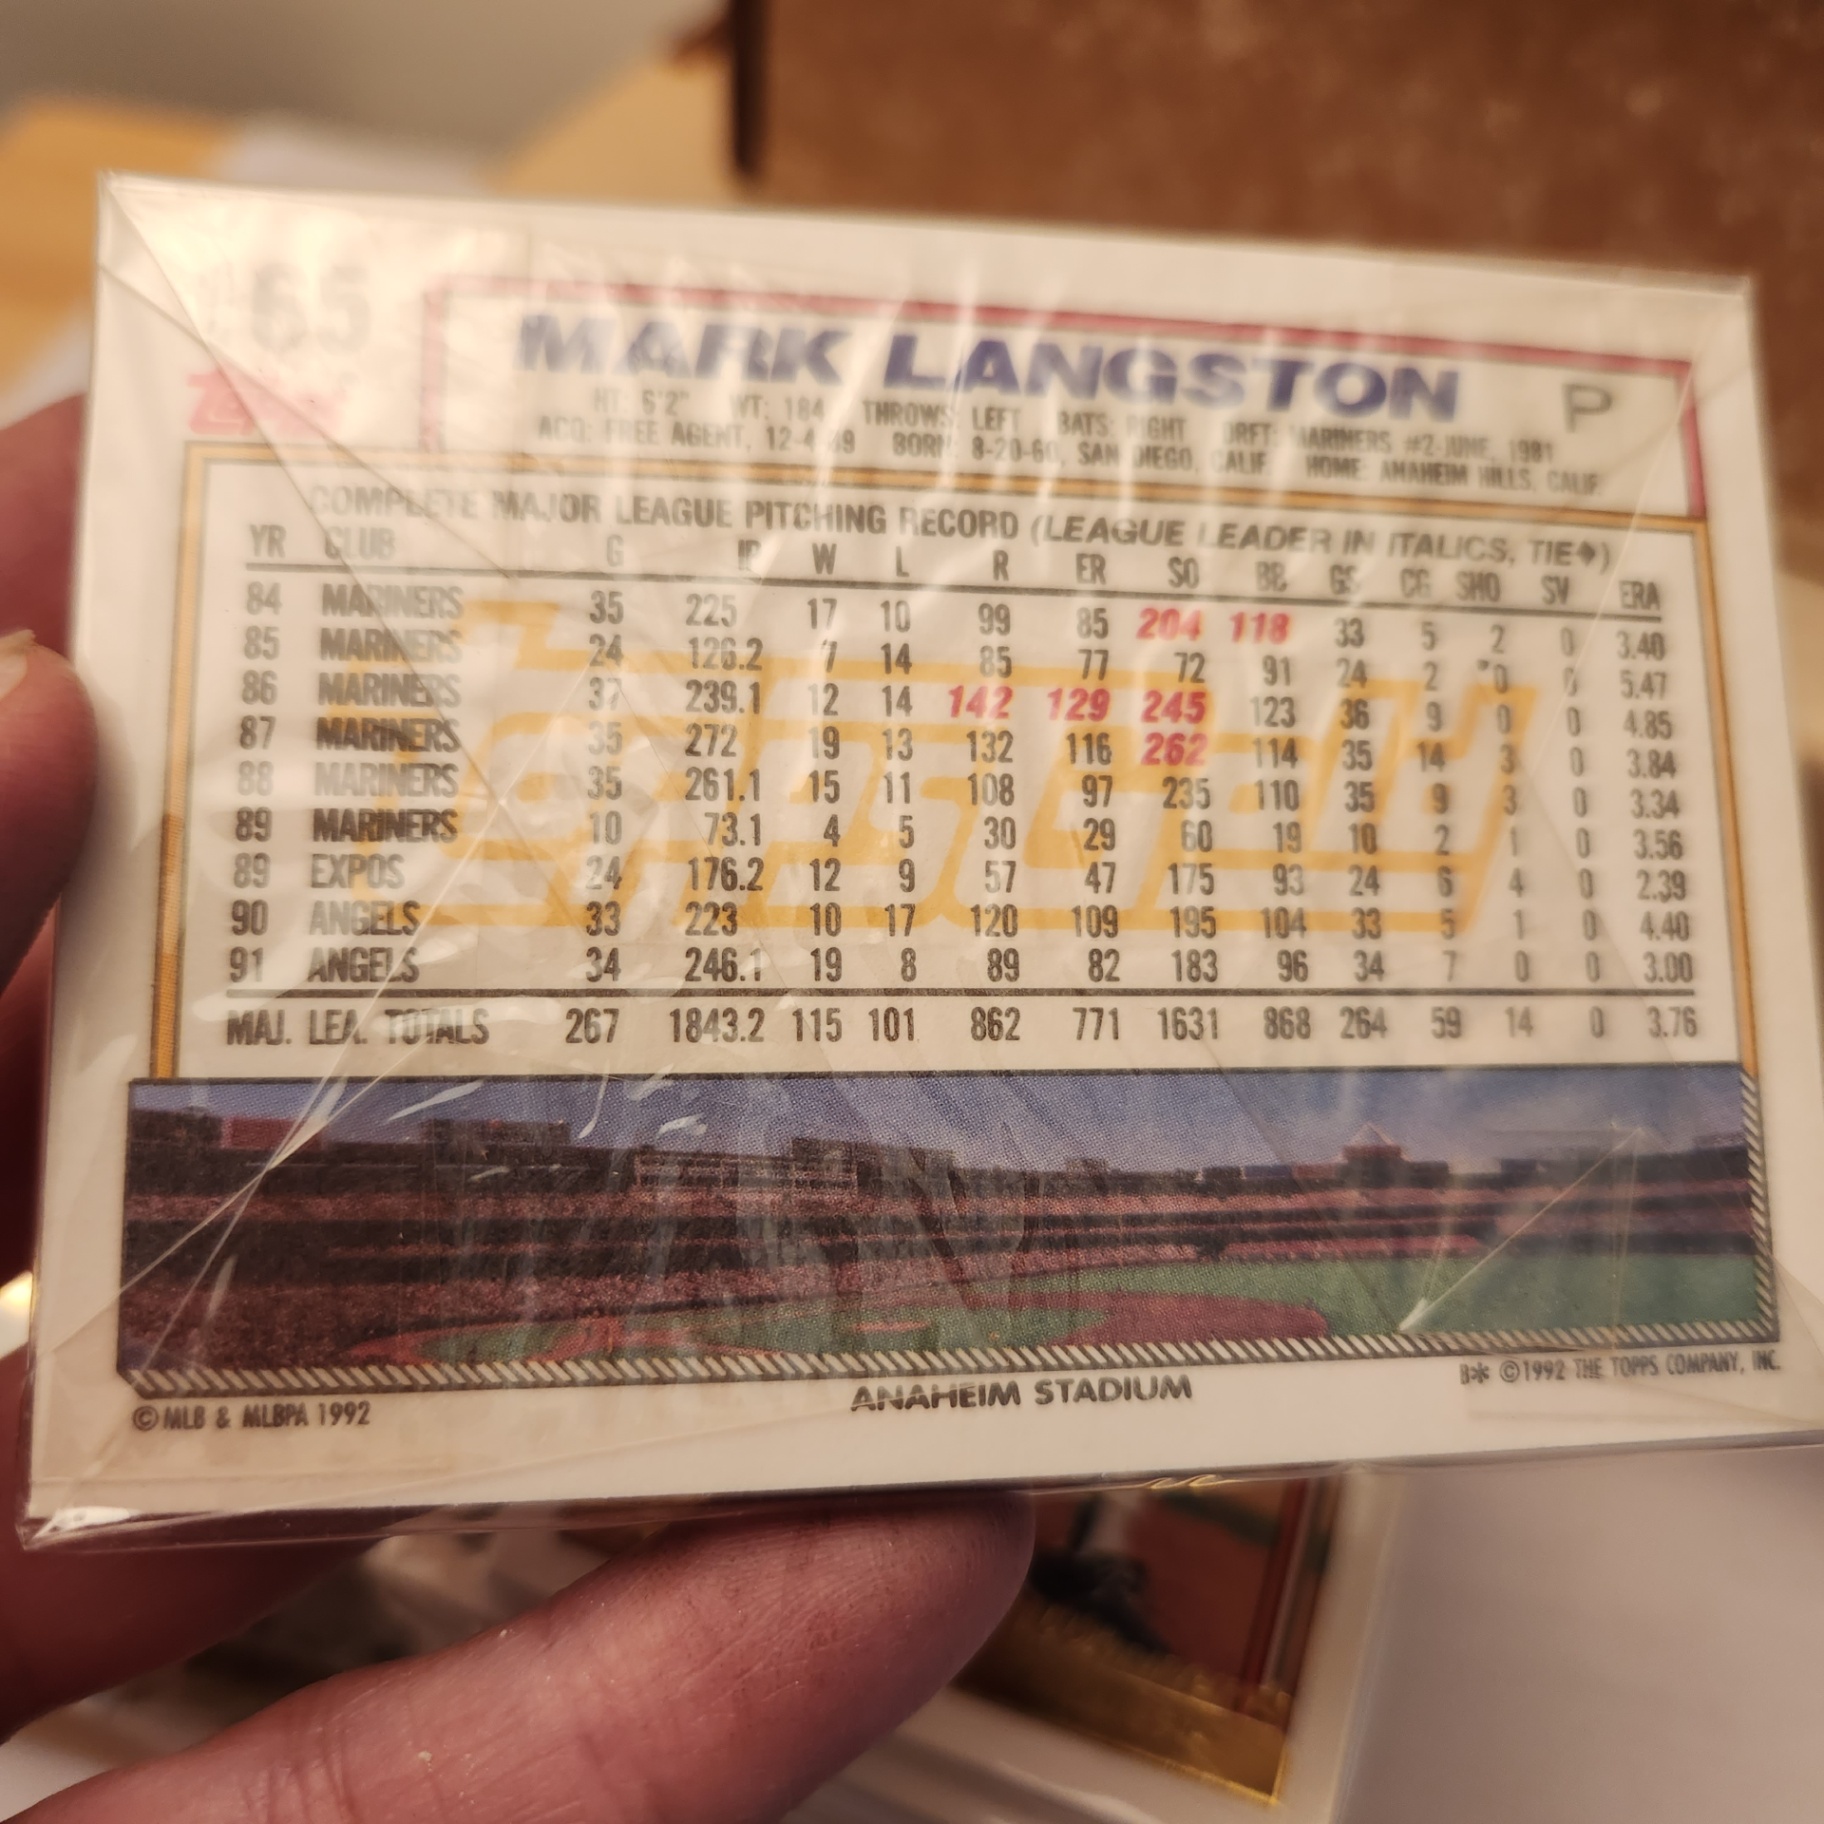 165
Topps
MARK LANGSTON P
HT: 6'2" WT: 184 THROWS: LEFT BATS: RIGHT DRFT: MARINERS #2-JUNE, 1981
ACQ: FREE AGENT, 12-4-89 BORN: 8-20-60, SAN DIEGO, CALIF. HOME: ANAHEIM HILLS, CALIF.
COMPLETE MAJOR LEAGUE PITCHING RECORD (LEAGUE LEADER IN ITALICS, TIE♦)
YR CLUB G IP W L R ER SO BB GS CG SHO SV ERA
84 MARINERS 35 225 17 10 99 85 204 118 33 5 2 0 3.40
85 MARINERS 24 126.2 7 14 85 77 72 91 24 2 0 0 5.47
86 MARINERS 37 239.1 12 14 142 129 245 123 36 9 0 0 4.85
87 MARINERS 35 272 19 13 132 116 262 114 35 14 3 0 3.84
88 MARINERS 35 261.1 15 11 108 97 235 110 35 9 3 0 3.34
89 MARINERS 10 73.1 4 5 30 29 60 19 10 2 1 0 3.56
89 EXPOS 24 176.2 12 9 57 47 175 93 24 6 4 0 2.39
90 ANGELS 33 223 10 17 120 109 195 104 33 5 1 0 4.40
91 ANGELS 34 246.1 19 8 89 82 183 96 34 7 0 0 3.00
MAJ. LEA. TOTALS 267 1843.2 115 101 862 771 1631 868 264 59 14 0 3.76
ToppsGold
ANAHEIM STADIUM
©MLB & MLBPA 1992
B* ©1992 THE TOPPS COMPANY, INC.